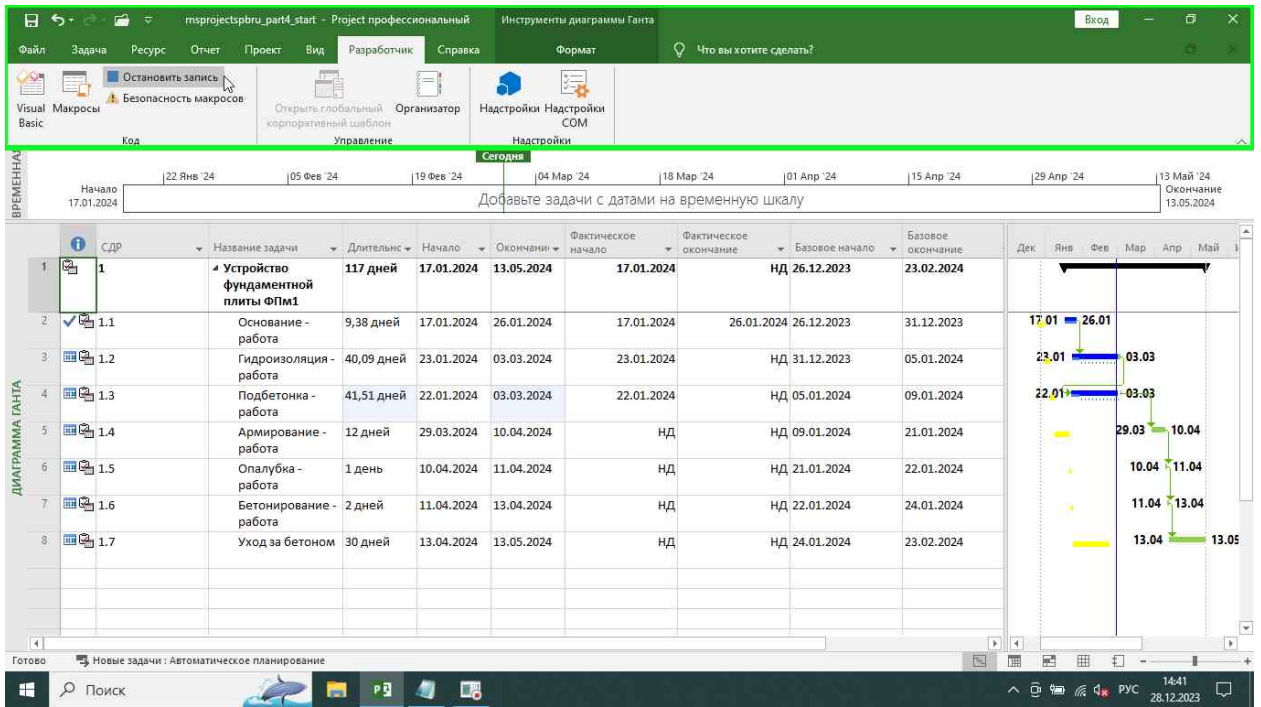 msprojectspbru_part4_start - Project профессиональный
Инструменты диаграммы Ганта
Вход
Файл Задача Ресурс Отчет Проект Вид Разработчик Справка Формат Что вы хотите сделать?
Остановить запись
Безопасность макросов
Visual Basic
Макросы
Код
Открыть глобальный
корпоративный шаблон
Организатор
Управление
Надстройки
Надстройки
COM
Надстройки
Сегодня
22 Янв '24 05 Фев '24 19 Фев '24 04 Мар '24 18 Мар '24 01 Апр '24 15 Апр '24 29 Апр '24 13 Май '24
Начало
17.01.2024
Добавьте задачи с датами на временную шкалу
Окончание
13.05.2024
ВРЕМЕННАЯ
СДР Название задачи Длительнс Начало Окончани Фактическое начало Фактическое окончание Базовое начало Базовое окончание Дек Янв Фев Мар Апр Май
1 1 Устройство фундаментной плиты ФПм1 117 дней 17.01.2024 13.05.2024 17.01.2024 НД 26.12.2023 23.02.2024
2 1.1 Основание - работа 9,38 дней 17.01.2024 26.01.2024 17.01.2024 26.01.2024 26.12.2023 31.12.2023 17.01 26.01
3 1.2 Гидроизоляция - работа 40,09 дней 23.01.2024 03.03.2024 23.01.2024 НД 31.12.2023 05.01.2024 23.01 03.03
4 1.3 Подбетонка - работа 41,51 дней 22.01.2024 03.03.2024 22.01.2024 НД 05.01.2024 09.01.2024 22.01 03.03
5 1.4 Армирование - работа 12 дней 29.03.2024 10.04.2024 НД НД 09.01.2024 21.01.2024 29.03 10.04
6 1.5 Опалубка - работа 1 день 10.04.2024 11.04.2024 НД НД 21.01.2024 22.01.2024 10.04 11.04
7 1.6 Бетонирование - работа 2 дней 11.04.2024 13.04.2024 НД НД 22.01.2024 24.01.2024 11.04 13.04
8 1.7 Уход за бетоном 30 дней 13.04.2024 13.05.2024 НД НД 24.01.2024 23.02.2024 13.04 13.05
ДИАГРАММА ГАНТА
Готово Новые задачи : Автоматическое планирование
Поиск
РУС
14:41
28.12.2023